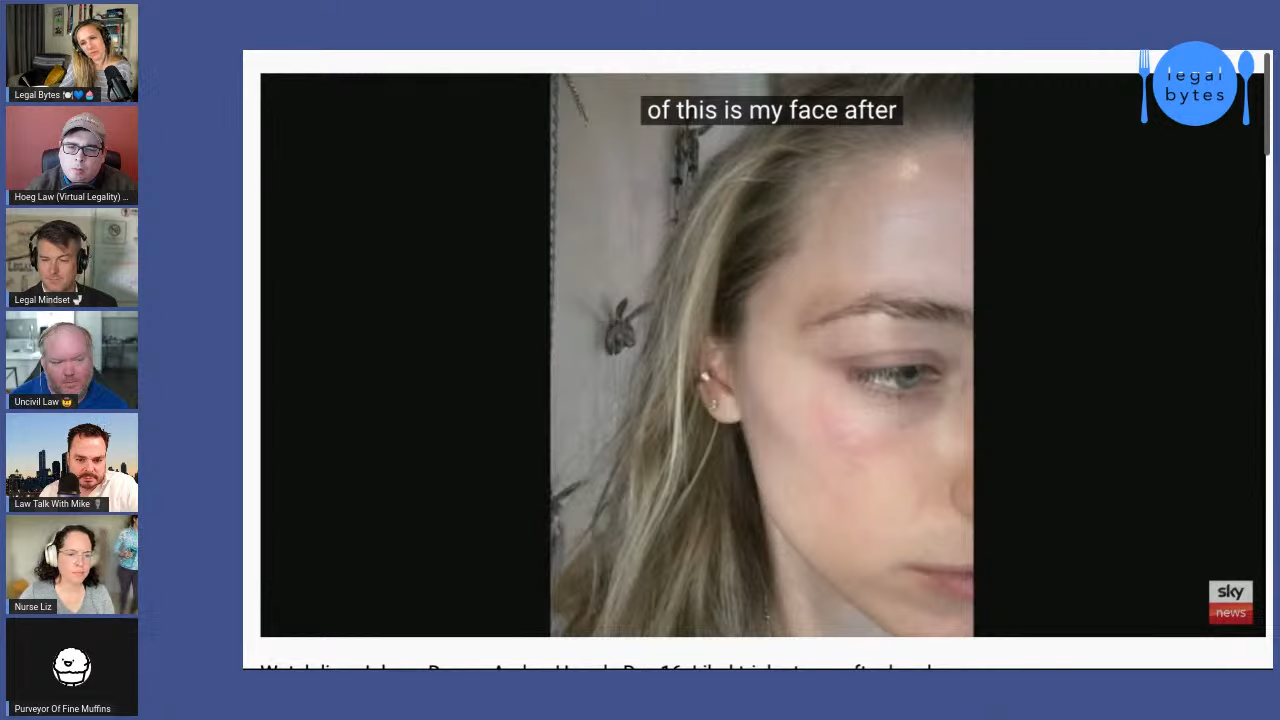 Legal Bytes
Hoeg Law (Virtual Legality) ...
Legal Mindset
Uncivil Law
Law Talk With Mike
Nurse Liz
Purveyor Of Fine Muffins
of this is my face after
legal
bytes
sky
news